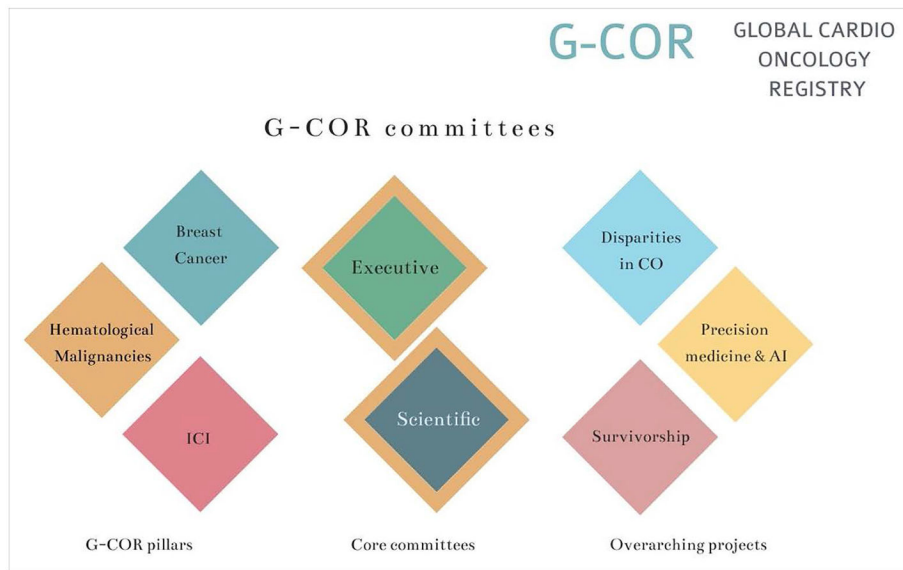 G-COR
GLOBAL CARDIO
ONCOLOGY
REGISTRY
G-COR committees
Breast
Cancer
Hematological
Malignancies
ICI
G-COR pillars
Executive
Scientific
Core committees
Disparities
in CO
Precision
medicine & AI
Survivorship
Overarching projects